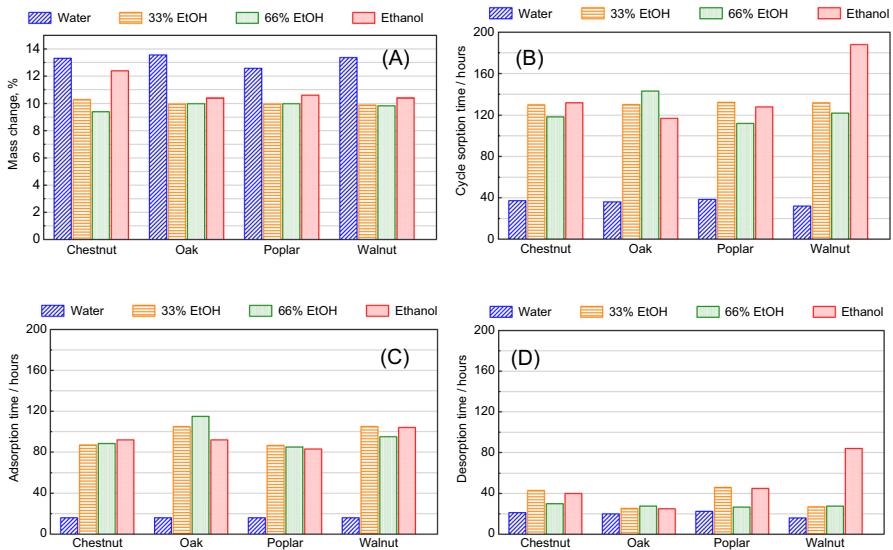 Water 33% EtOH 66% EtOH Ethanol
14
12
10
8
6
4
2
0
Mass change, %
(A)
Chestnut Oak Poplar Walnut
Water 33% EtOH 66% EtOH Ethanol
200
160
120
80
40
0
Cycle sorption time / hours
(B)
Chestnut Oak Poplar Walnut
Water 33% EtOH 66% EtOH Ethanol
200
160
120
80
40
0
Adsorption time / hours
(C)
Chestnut Oak Poplar Walnut
Water 33% EtOH 66% EtOH Ethanol
200
160
120
80
40
0
Desorption time / hours
(D)
Chestnut Oak Poplar Walnut